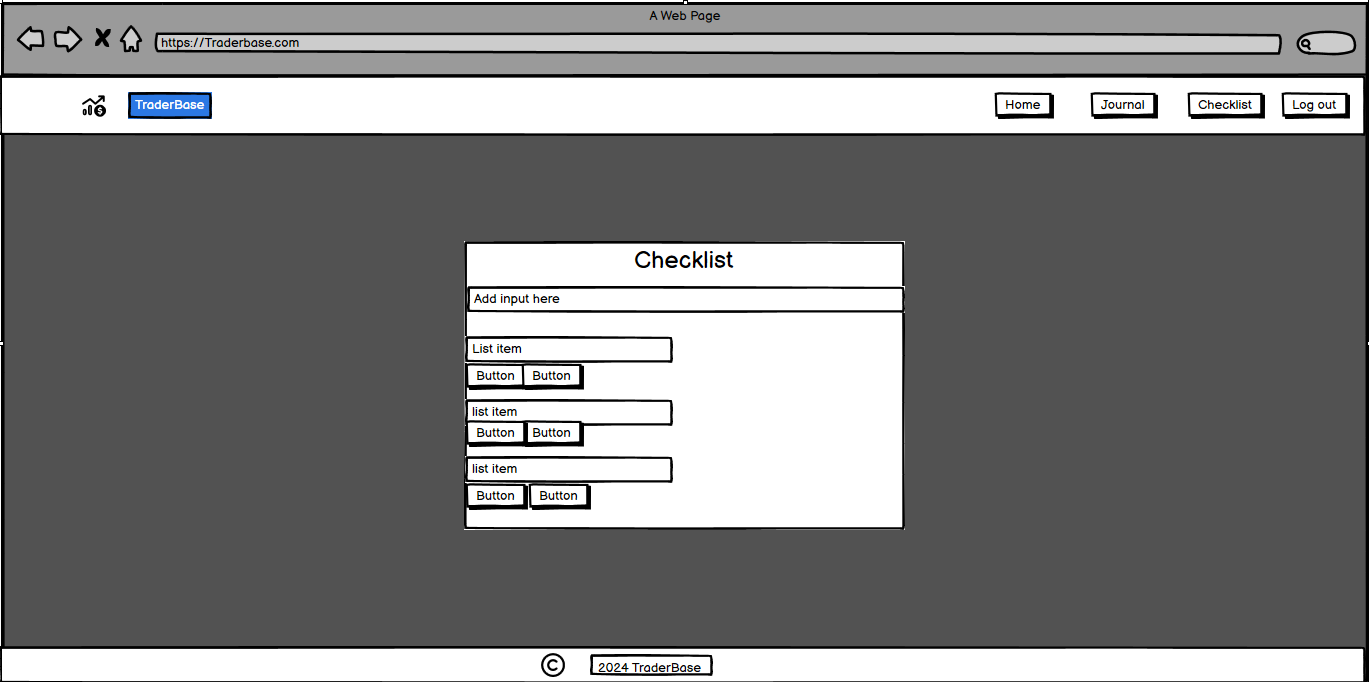 A Web Page
https://Traderbase.com
TraderBase
Home
Journal
Checklist
Log out
Checklist
Add input here
List item
Button Button
list item
Button Button
list item
Button Button
© 2024 TraderBase